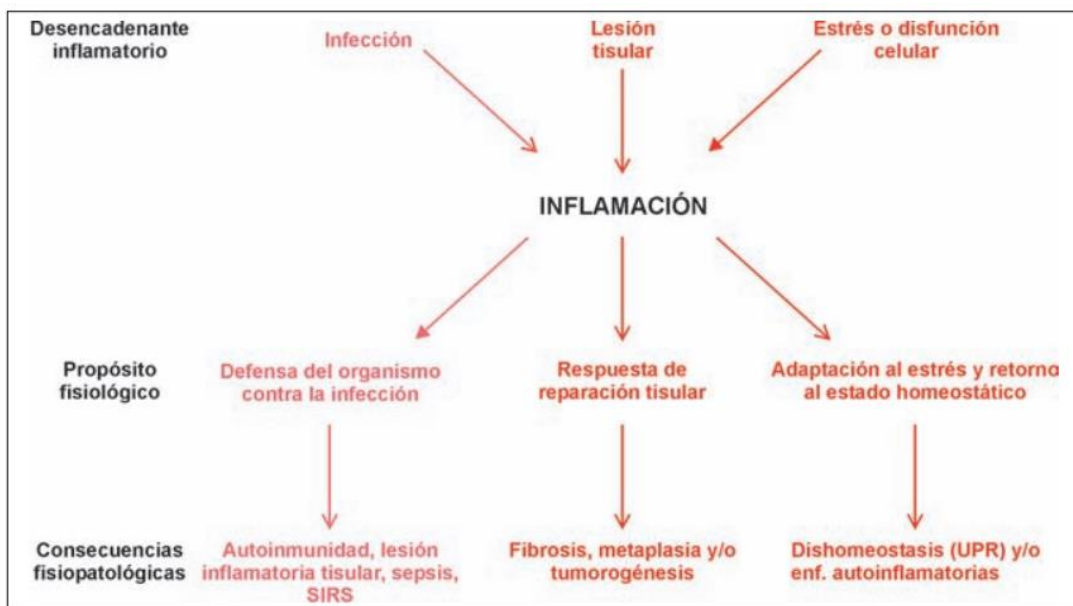 Desencadenante
inflamatorio
Infección
Lesión
tisular
Estrés o disfunción
celular
INFLAMACIÓN
Propósito
fisiológico
Defensa del organismo
contra la infección
Respuesta de
reparación tisular
Adaptación al estrés y retorno
al estado homeostático
Consecuencias
fisiopatológicas
Autoinmunidad, lesión
inflamatoria tisular, sepsis,
SIRS
Fibrosis, metaplasia y/o
tumorogénesis
Dishomeostasis (UPR) y/o
enf. autoinflamatorias